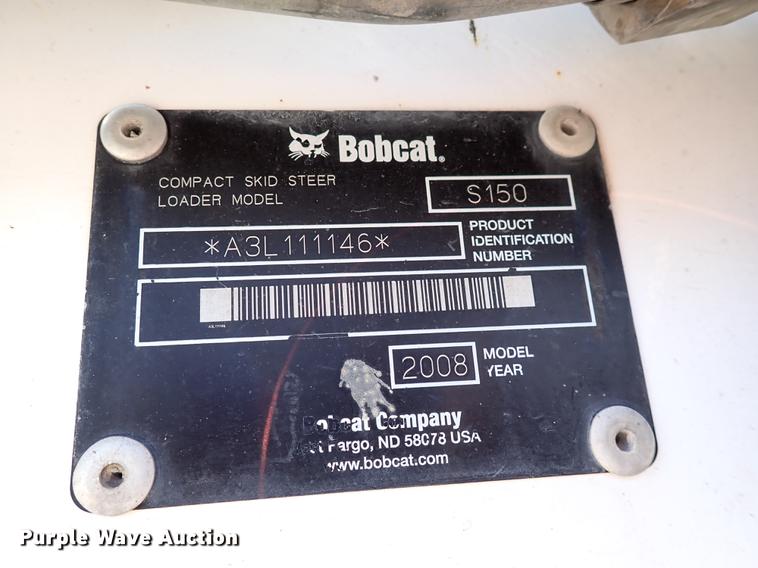 Bobcat®
COMPACT SKID STEER
LOADER MODEL
S150
*A3L111146*
PRODUCT
IDENTIFICATION
NUMBER
2008
MODEL
YEAR
Bobcat Company
Fargo, ND 58078 USA
www.bobcat.com
Purple Wave Auction